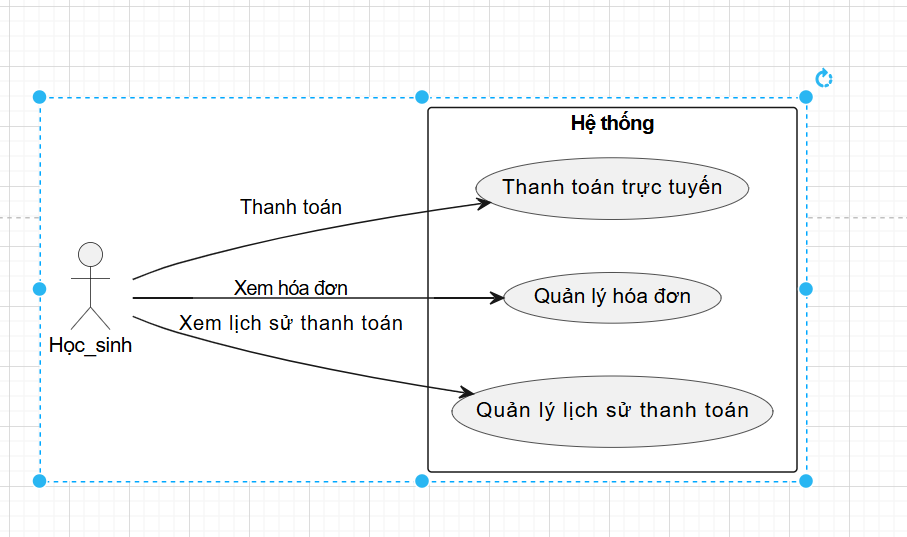 Hệ thống
Thanh toán trực tuyến
Thanh toán
Xem hóa đơn
Quản lý hóa đơn
Xem lịch sử thanh toán
Học_sinh
Quản lý lịch sử thanh toán